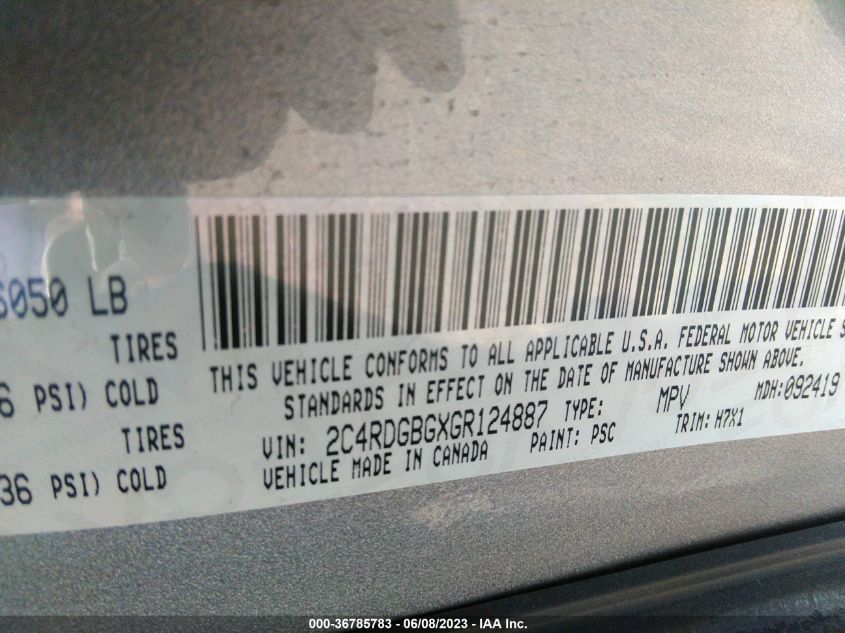 6050 LB
TIRES
6 PSI) COLD
TIRES
36 PSI) COLD
THIS VEHICLE CONFORMS TO ALL APPLICABLE U.S.A. FEDERAL MOTOR VEHICLE S
STANDARDS IN EFFECT ON THE DATE OF MANUFACTURE SHOWN ABOVE.
VIN: 2C4RDGBGXGR124887 TYPE: MPV MDH:092419
VEHICLE MADE IN CANADA PAINT: PSC TRIM: H7X1
000-36785783 - 06/08/2023 - IAA Inc.